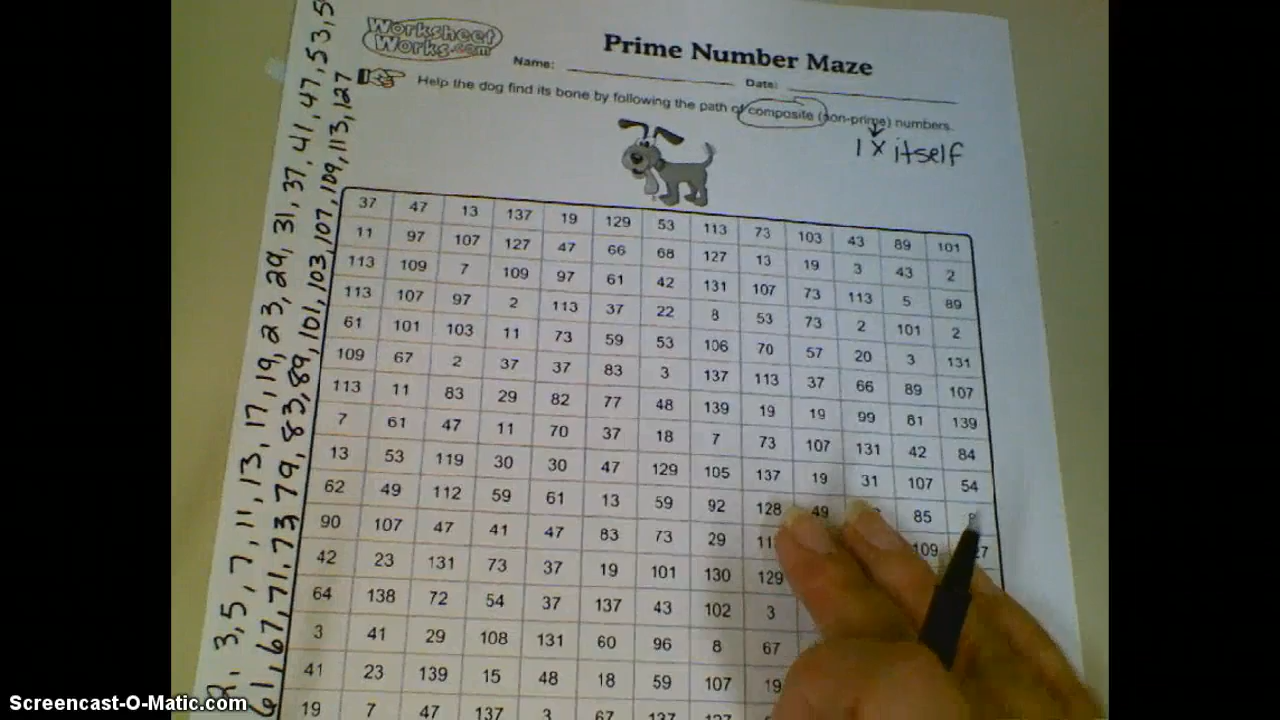 Worksheet
Works.com
Prime Number Maze
Name: Date:
Help the dog find its bone by following the path of composite (non-prime) numbers.
1 x itself
37 47 13 137 19 129 53 113 73 103 43 89 101
11 97 107 127 47 66 68 127 13 19 3 43 2
113 109 7 109 97 61 42 131 107 73 113 5 89
113 107 97 2 113 37 22 8 53 73 2 101 2
61 101 103 11 73 59 53 106 70 57 20 3 131
109 67 2 37 37 83 3 137 113 37 66 89 107
113 11 83 29 82 77 48 139 19 19 99 81 139
7 61 47 11 70 37 18 7 73 107 131 42 84
13 53 119 30 30 47 129 105 137 19 31 107 54
62 49 112 59 61 13 59 92 128 49 85
90 107 47 41 47 83 73 29 109
42 23 131 73 37 19 101 130 129
64 138 72 54 37 137 43 102 3
3 41 29 108 131 60 96 8 67
41 23 139 15 48 18 59 107 19
19 7 47 137 3 67 137 127
2, 3, 5, 7, 11, 13, 17, 19, 23, 29, 31, 37, 41, 47, 53, 5
61, 67, 71, 73 79, 83, 89, 101, 103, 107, 109, 113, 127
Screencast-O-Matic.com